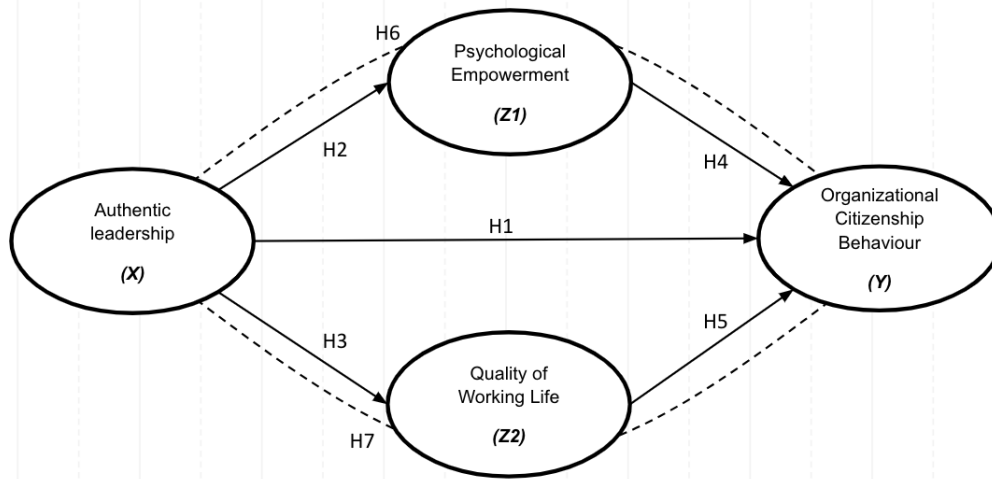 H6
Psychological
Empowerment
(Z1)
H2
H4
Authentic
leadership
(X)
H1
Organizational
Citizenship
Behaviour
(Y)
H3
H5
Quality of
Working Life
(Z2)
H7